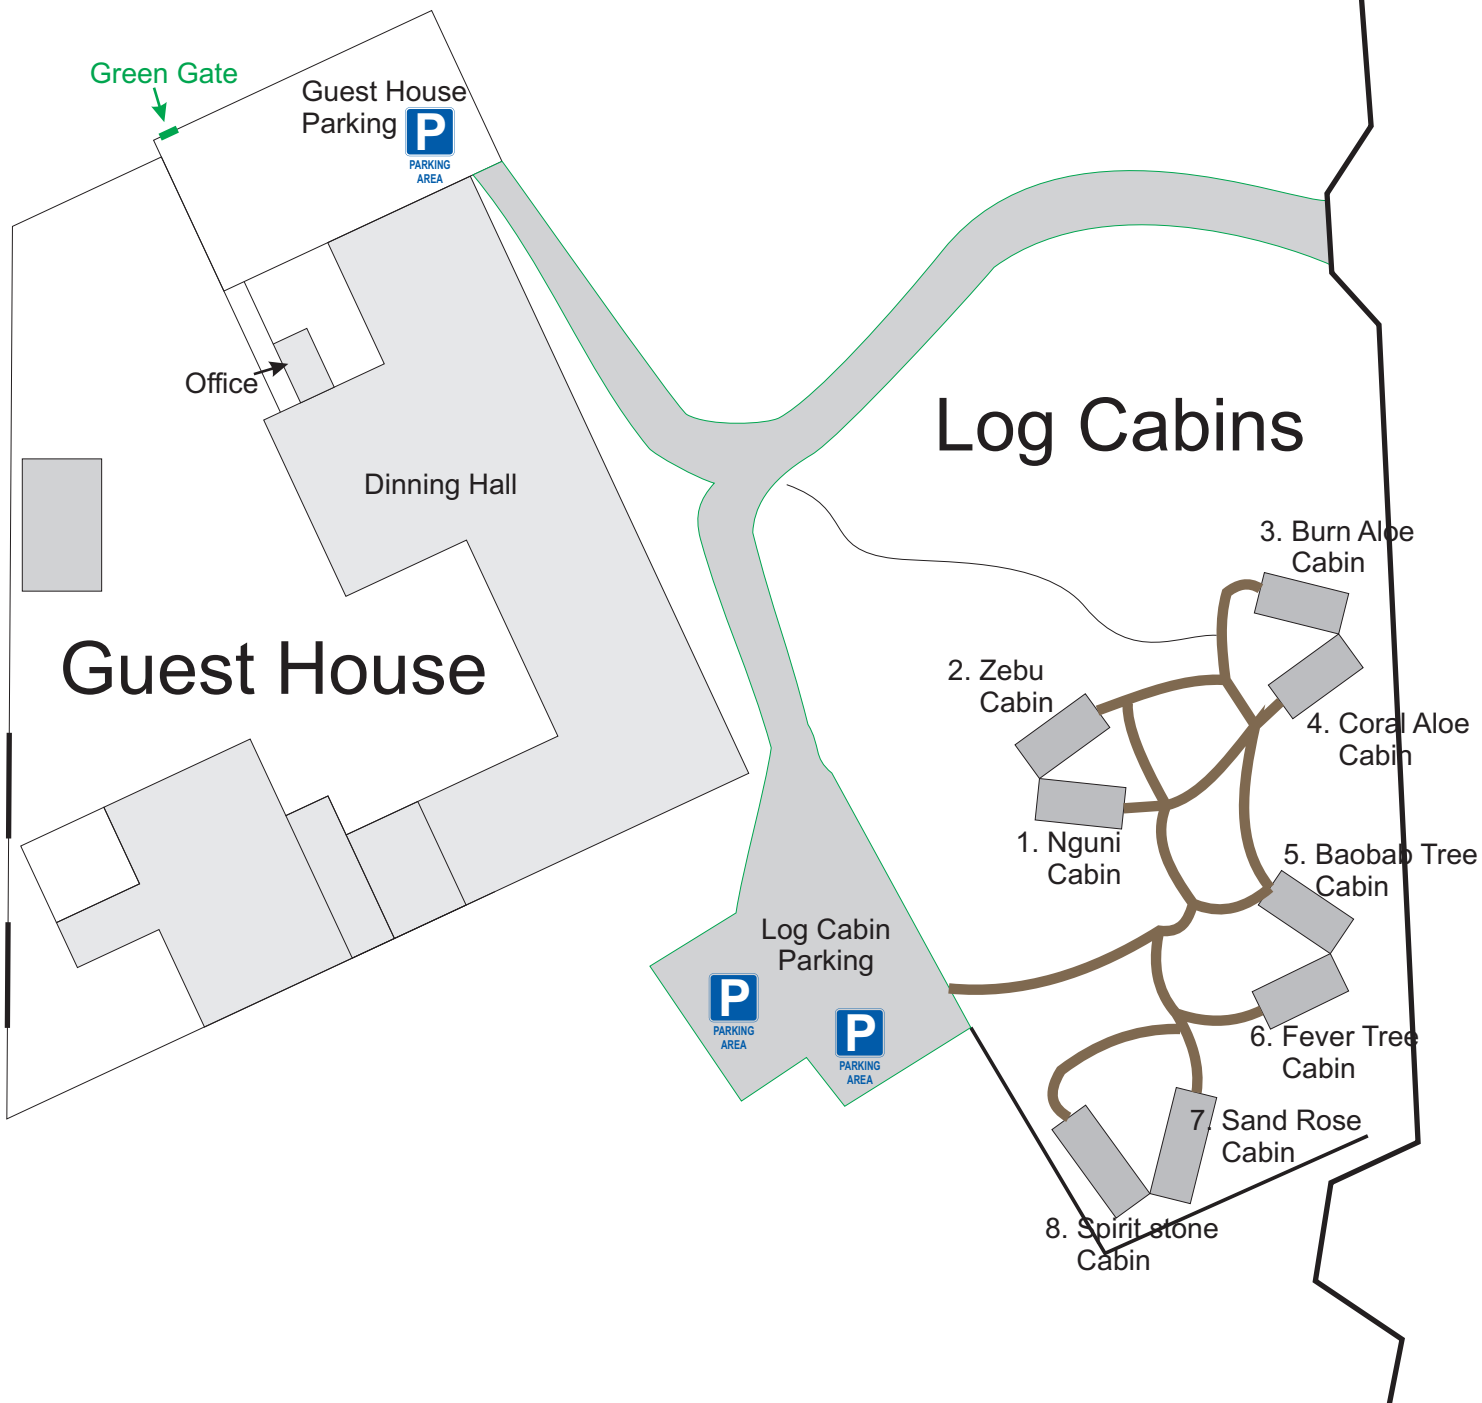 Green Gate
Guest House
Parking
P
PARKING
AREA
Office
Dinning Hall
Guest House
Log Cabins
3. Burn Aloe
Cabin
2. Zebu
Cabin
4. Coral Aloe
Cabin
1. Nguni
Cabin
5. Baobab Tree
Cabin
Log Cabin
Parking
P
PARKING
AREA
P
PARKING
AREA
6. Fever Tree
Cabin
7. Sand Rose
Cabin
8. Spirit stone
Cabin